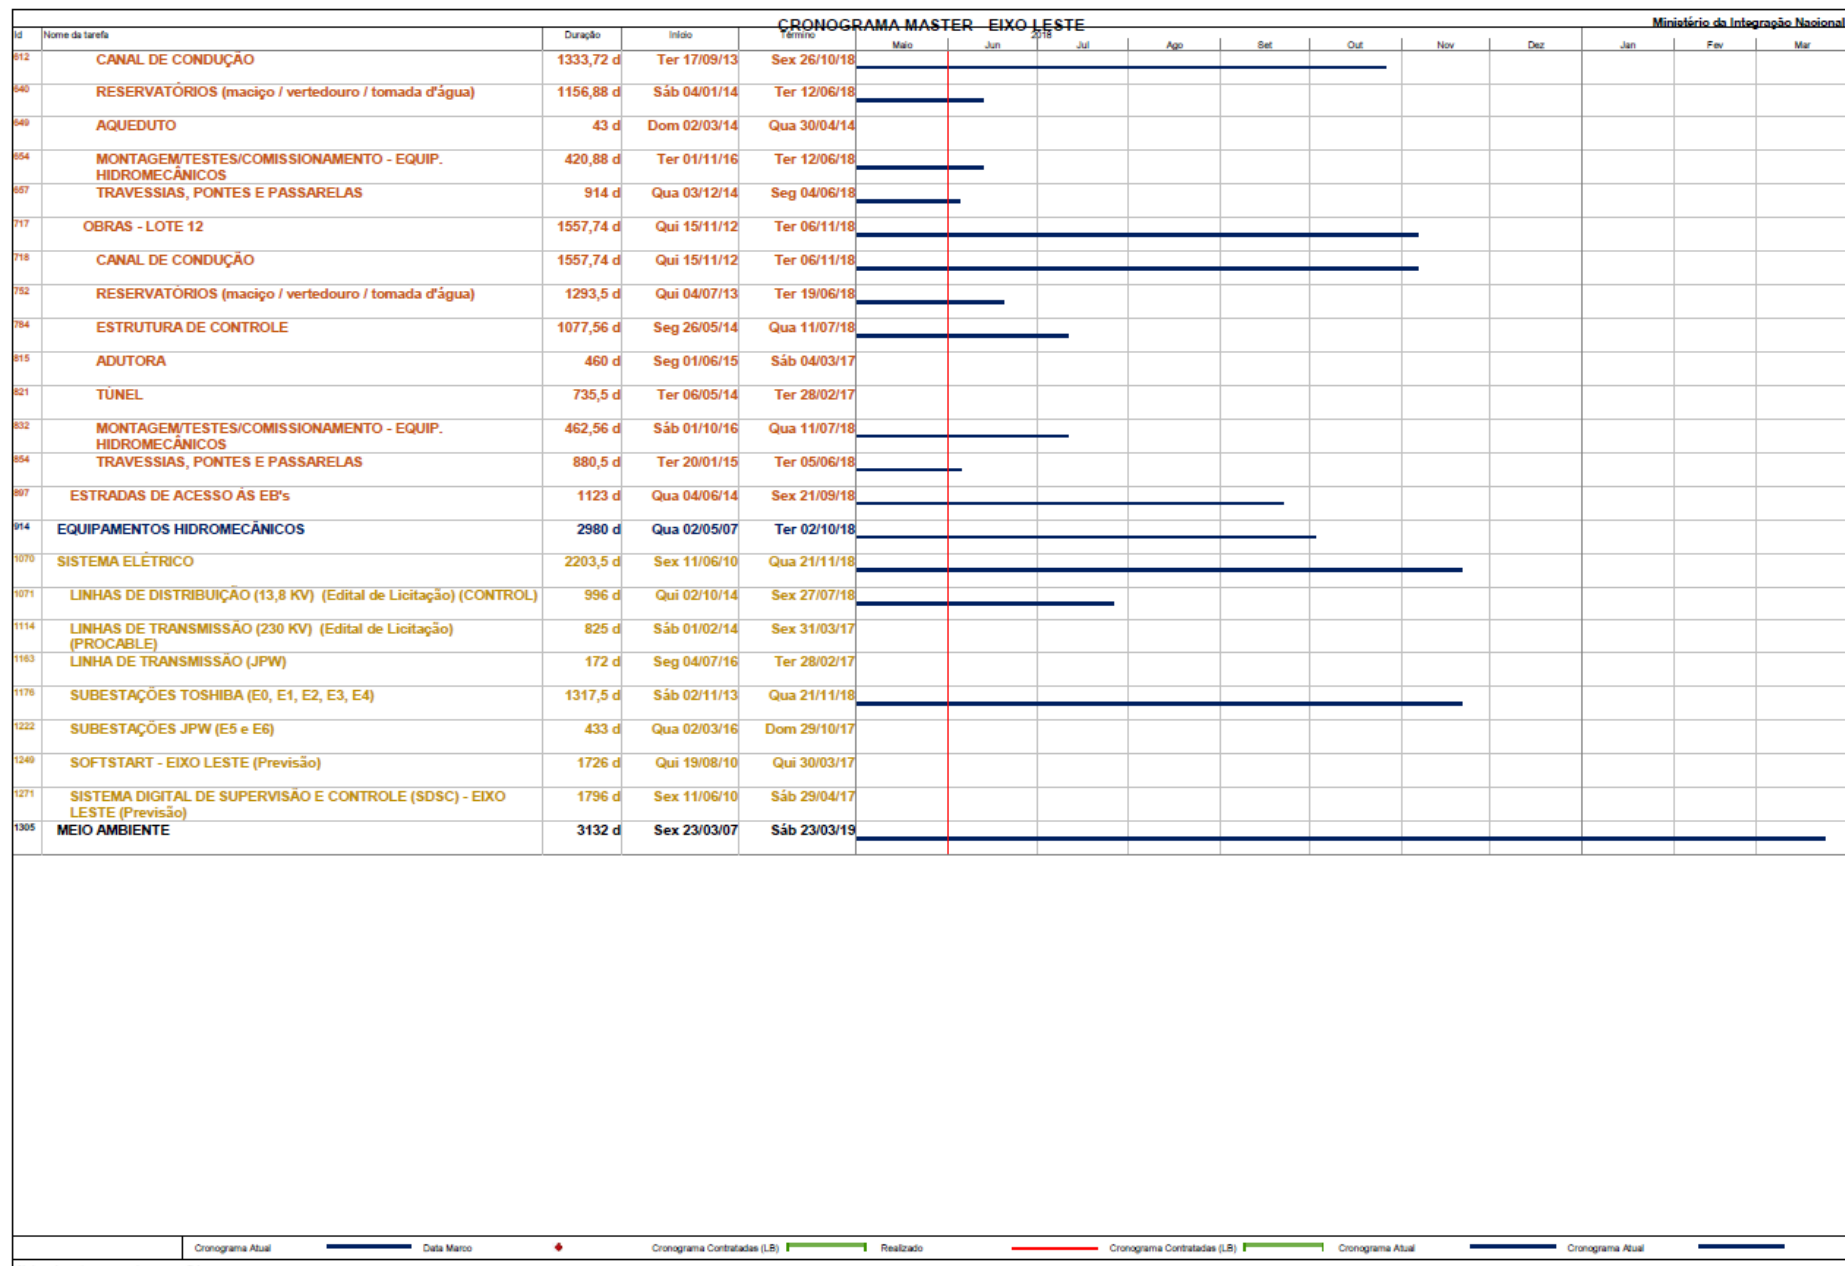 CRONOGRAMA MASTER - EIXO LESTE
Ministério da Integração Nacional
Id Nome da tarefa Duração Início Término 2018
Maio Jun Jul Ago Set Out Nov Dez Jan Fev Mar
612 CANAL DE CONDUÇÃO 1333,72 d Ter 17/09/13 Sex 26/10/18
640 RESERVATÓRIOS (maciço / vertedouro / tomada d'água) 1156,88 d Sáb 04/01/14 Ter 12/06/18
649 AQUEDUTO 43 d Dom 02/03/14 Qua 30/04/14
654 MONTAGEM/TESTES/COMISSIONAMENTO - EQUIP. 420,88 d Ter 01/11/16 Ter 12/06/18
HIDROMECÂNICOS
657 TRAVESSIAS, PONTES E PASSARELAS 914 d Qua 03/12/14 Seg 04/06/18
717 OBRAS - LOTE 12 1557,74 d Qui 15/11/12 Ter 06/11/18
718 CANAL DE CONDUÇÃO 1557,74 d Qui 15/11/12 Ter 06/11/18
752 RESERVATÓRIOS (maciço / vertedouro / tomada d'água) 1293,5 d Qui 04/07/13 Ter 19/06/18
784 ESTRUTURA DE CONTROLE 1077,56 d Seg 26/05/14 Qua 11/07/18
815 ADUTORA 460 d Seg 01/06/15 Sáb 04/03/17
821 TÚNEL 735,5 d Ter 06/05/14 Ter 28/02/17
832 MONTAGEM/TESTES/COMISSIONAMENTO - EQUIP. 462,56 d Sáb 01/10/16 Qua 11/07/18
HIDROMECÂNICOS
854 TRAVESSIAS, PONTES E PASSARELAS 880,5 d Ter 20/01/15 Ter 05/06/18
897 ESTRADAS DE ACESSO ÀS EB's 1123 d Qua 04/06/14 Sex 21/09/18
914 EQUIPAMENTOS HIDROMECÂNICOS 2980 d Qua 02/05/07 Ter 02/10/18
1070 SISTEMA ELÉTRICO 2203,5 d Sex 11/06/10 Qua 21/11/18
1071 LINHAS DE DISTRIBUIÇÃO (13,8 KV) (Edital de Licitação) (CONTROL) 996 d Qui 02/10/14 Sex 27/07/18
1114 LINHAS DE TRANSMISSÃO (230 KV) (Edital de Licitação) 825 d Sáb 01/02/14 Sex 31/03/17
(PROCABLE)
1163 LINHA DE TRANSMISSÃO (JPW) 172 d Seg 04/07/16 Ter 28/02/17
1176 SUBESTAÇÕES TOSHIBA (E0, E1, E2, E3, E4) 1317,5 d Sáb 02/11/13 Qua 21/11/18
1222 SUBESTAÇÕES JPW (E5 e E6) 433 d Qua 02/03/16 Dom 29/10/17
1249 SOFTSTART - EIXO LESTE (Previsão) 1726 d Qui 19/08/10 Qui 30/03/17
1271 SISTEMA DIGITAL DE SUPERVISÃO E CONTROLE (SDSC) - EIXO 1796 d Sex 11/06/10 Sáb 29/04/17
LESTE (Previsão)
1305 MEIO AMBIENTE 3132 d Sex 23/03/07 Sáb 23/03/19
Cronograma Atual Data Marco Cronograma Contratadas (LB) Realizado Cronograma Contratadas (LB) Cronograma Atual Cronograma Atual